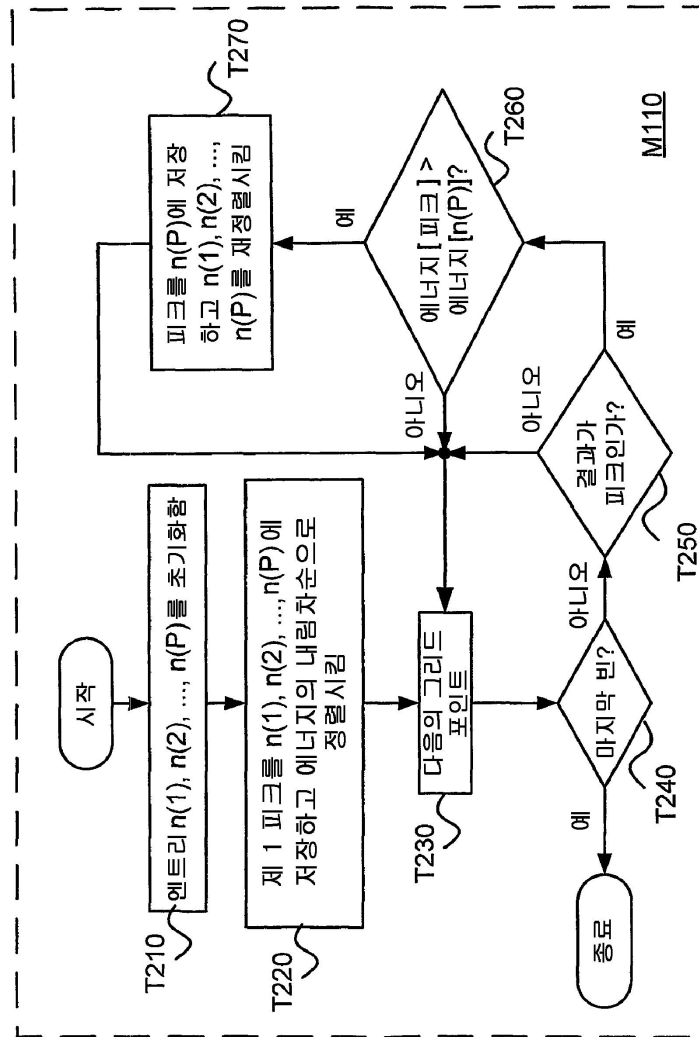 시작
엔트리 n(1), n(2), ..., n(P)를 초기화함
T210
제 1 피크를 n(1), n(2), ...,n(P)에
저장하고 에너지의 내림차순으로
정렬시킴
T220
다음의 그리드
포인트
T230
마지막 빈?
T240
예
종료
아니오
결과가
피크인가?
T250
아니오
예
에너지[피크] >
에너지[n(P)]?
T260
아니오
예
피크를 n(P)에 저장
하고 n(1), n(2), ...,
n(P)를 재정렬시킴
T270
M110